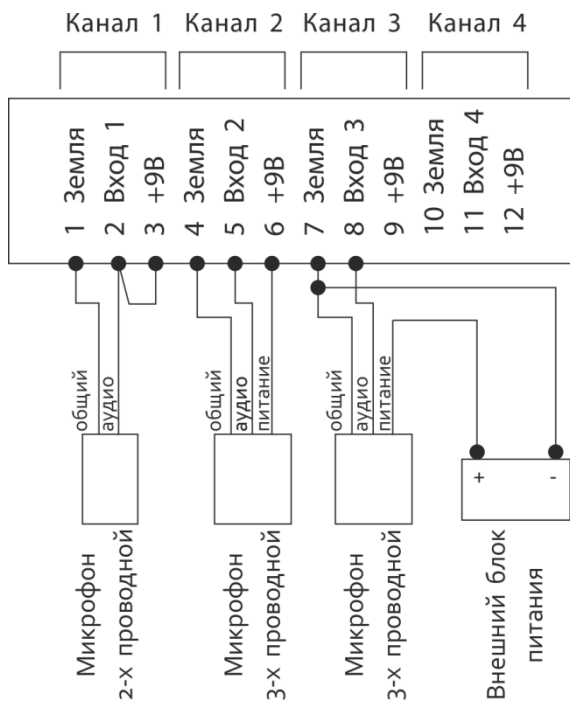 Канал 1
Канал 2
Канал 3
Канал 4
1 Земля
2 Вход 1
3 +9В
4 Земля
5 Вход 2
6 +9В
7 Земля
8 Вход 3
9 +9В
10 Земля
11 Вход 4
12 +9В
общий
аудио
общий
аудио
питание
общий
аудио
питание
+
-
Микрофон
2-х проводной
Микрофон
3-х проводной
Микрофон
3-х проводной
Внешний блок
питания